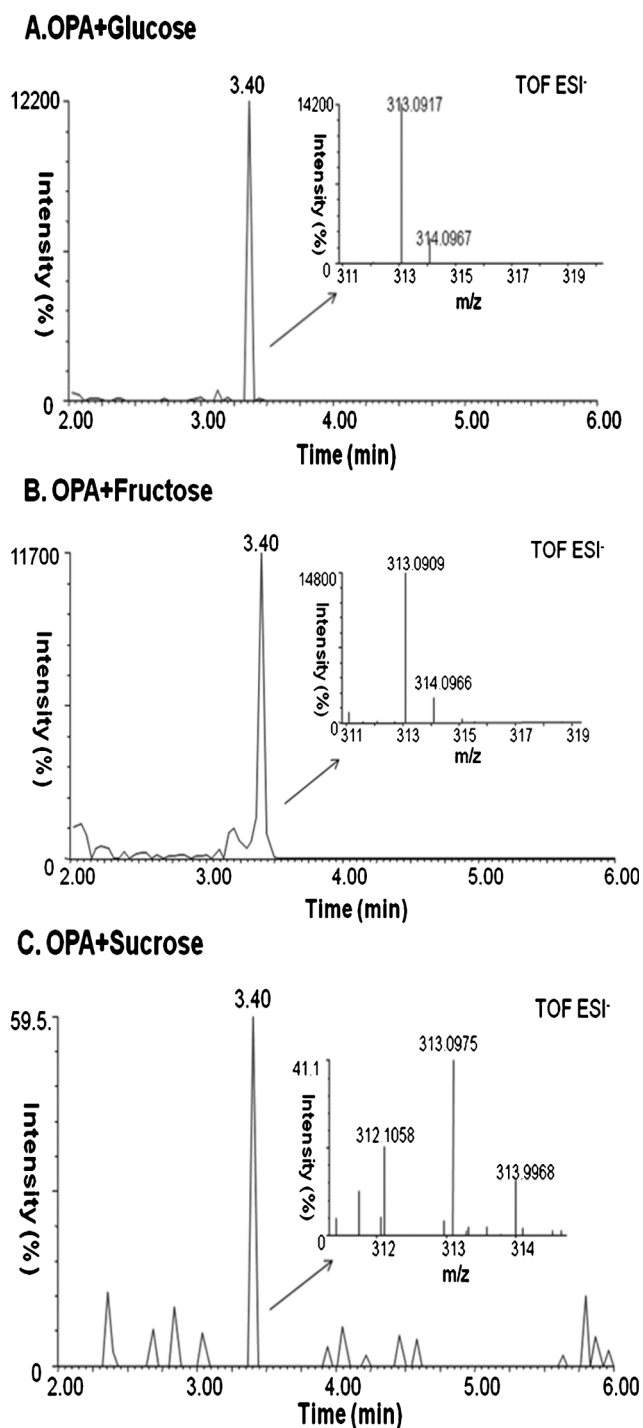 A.OPA+Glucose
3.40
TOF ESI-
12200
14200
313.0917
Intensity (%)
Intensity (%)
314.0967
0
311 313 315 317 319
m/z
0
2.00 3.00 4.00 5.00 6.00
Time (min)
B. OPA+Fructose
3.40
TOF ESI-
11700
313.0909
14800
Intensity (%)
Intensity (%)
314.0966
0
311 313 315 317 319
m/z
0
2.00 3.00 4.00 5.00 6.00
Time (min)
C. OPA+Sucrose
3.40
TOF ESI-
59.5.
313.0975
41.1
Intensity (%)
Intensity (%)
312.1058
313.9968
0
312 313 314
m/z
0
2.00 3.00 4.00 5.00 6.00
Time (min)